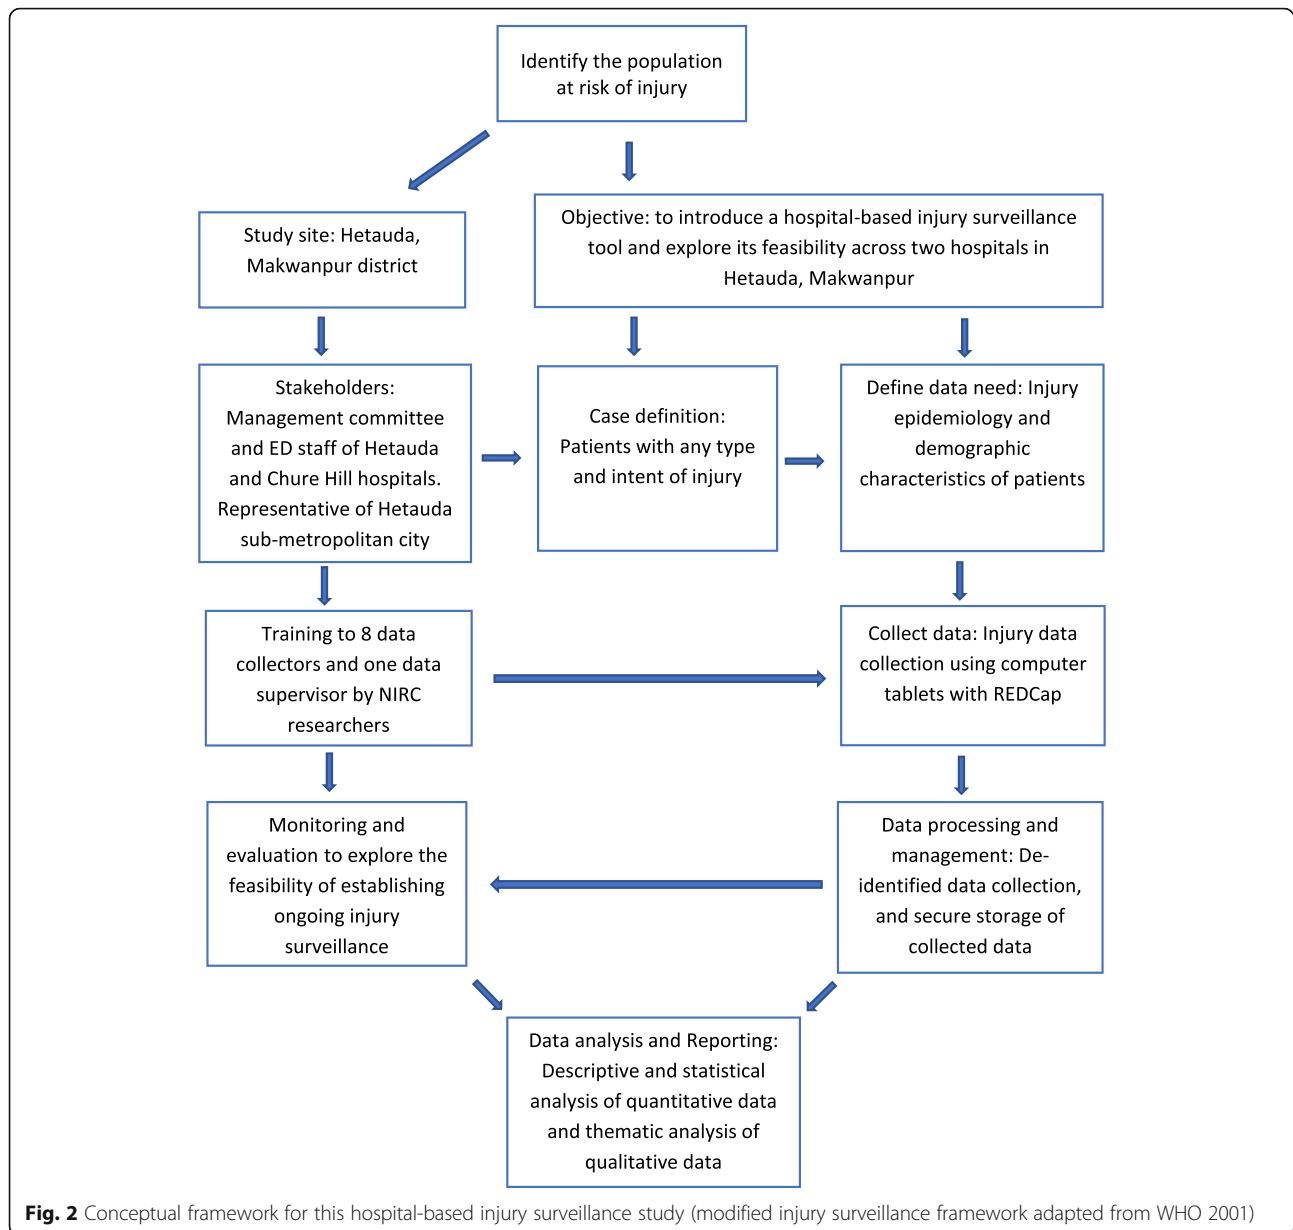 Identify the population
at risk of injury
Study site: Hetauda,
Makwanpur district
Objective: to introduce a hospital-based injury surveillance
tool and explore its feasibility across two hospitals in
Hetauda, Makwanpur
Stakeholders:
Management committee
and ED staff of Hetauda
and Chure Hill hospitals.
Representative of Hetauda
sub-metropolitan city
Case definition:
Patients with any type
and intent of injury
Define data need: Injury
epidemiology and
demographic
characteristics of patients
Training to 8 data
collectors and one data
supervisor by NIRC
researchers
Collect data: Injury data
collection using computer
tablets with REDCap
Monitoring and
evaluation to explore the
feasibility of establishing
ongoing injury
surveillance
Data processing and
management: De-
identified data collection,
and secure storage of
collected data
Data analysis and Reporting:
Descriptive and statistical
analysis of quantitative data
and thematic analysis of
qualitative data
Fig. 2 Conceptual framework for this hospital-based injury surveillance study (modified injury surveillance framework adapted from WHO 2001)